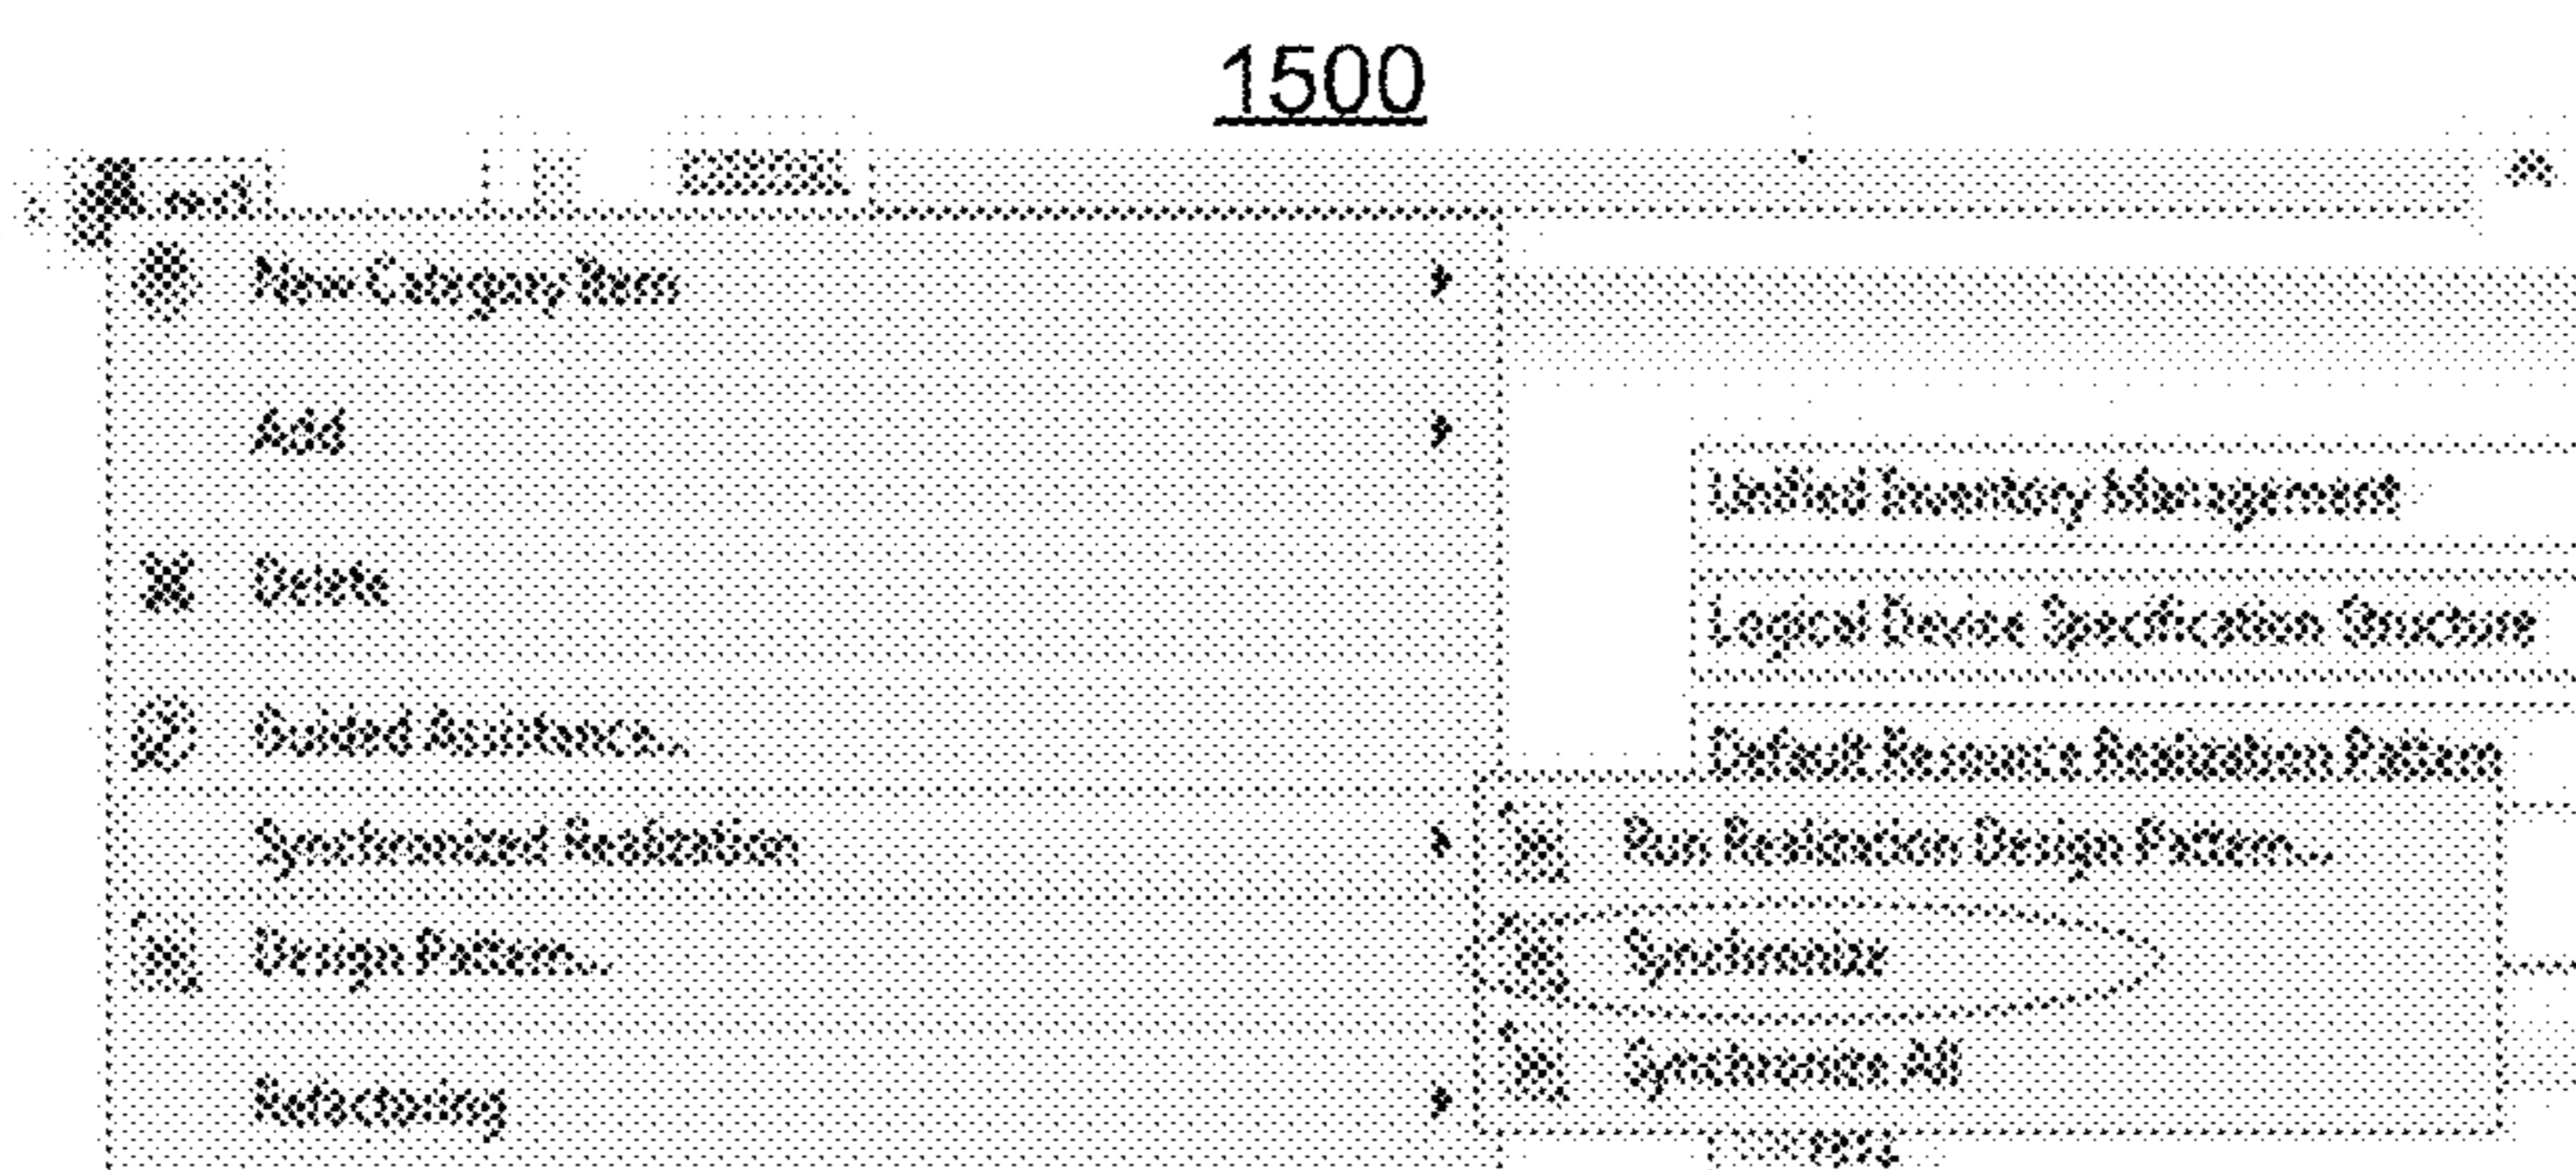 1500
New Category Item
Add
Delete
Guided Assistance...
Synchronized Realization
Design Pattern...
Refactoring
Unified Inventory Management
Logical Device Specification Structure
Default Resource Realization Pattern
Run Realization Design Pattern...
Synchronize
Synchronize All